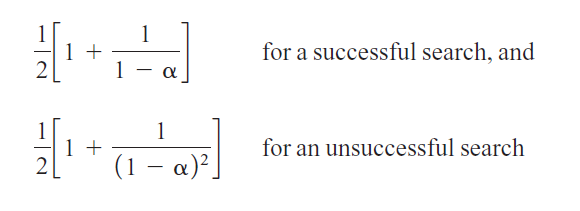 1/2[1 + 1/(1 − α)] for a successful search, and
1/2[1 + 1/(1 − α)²] for an unsuccessful search